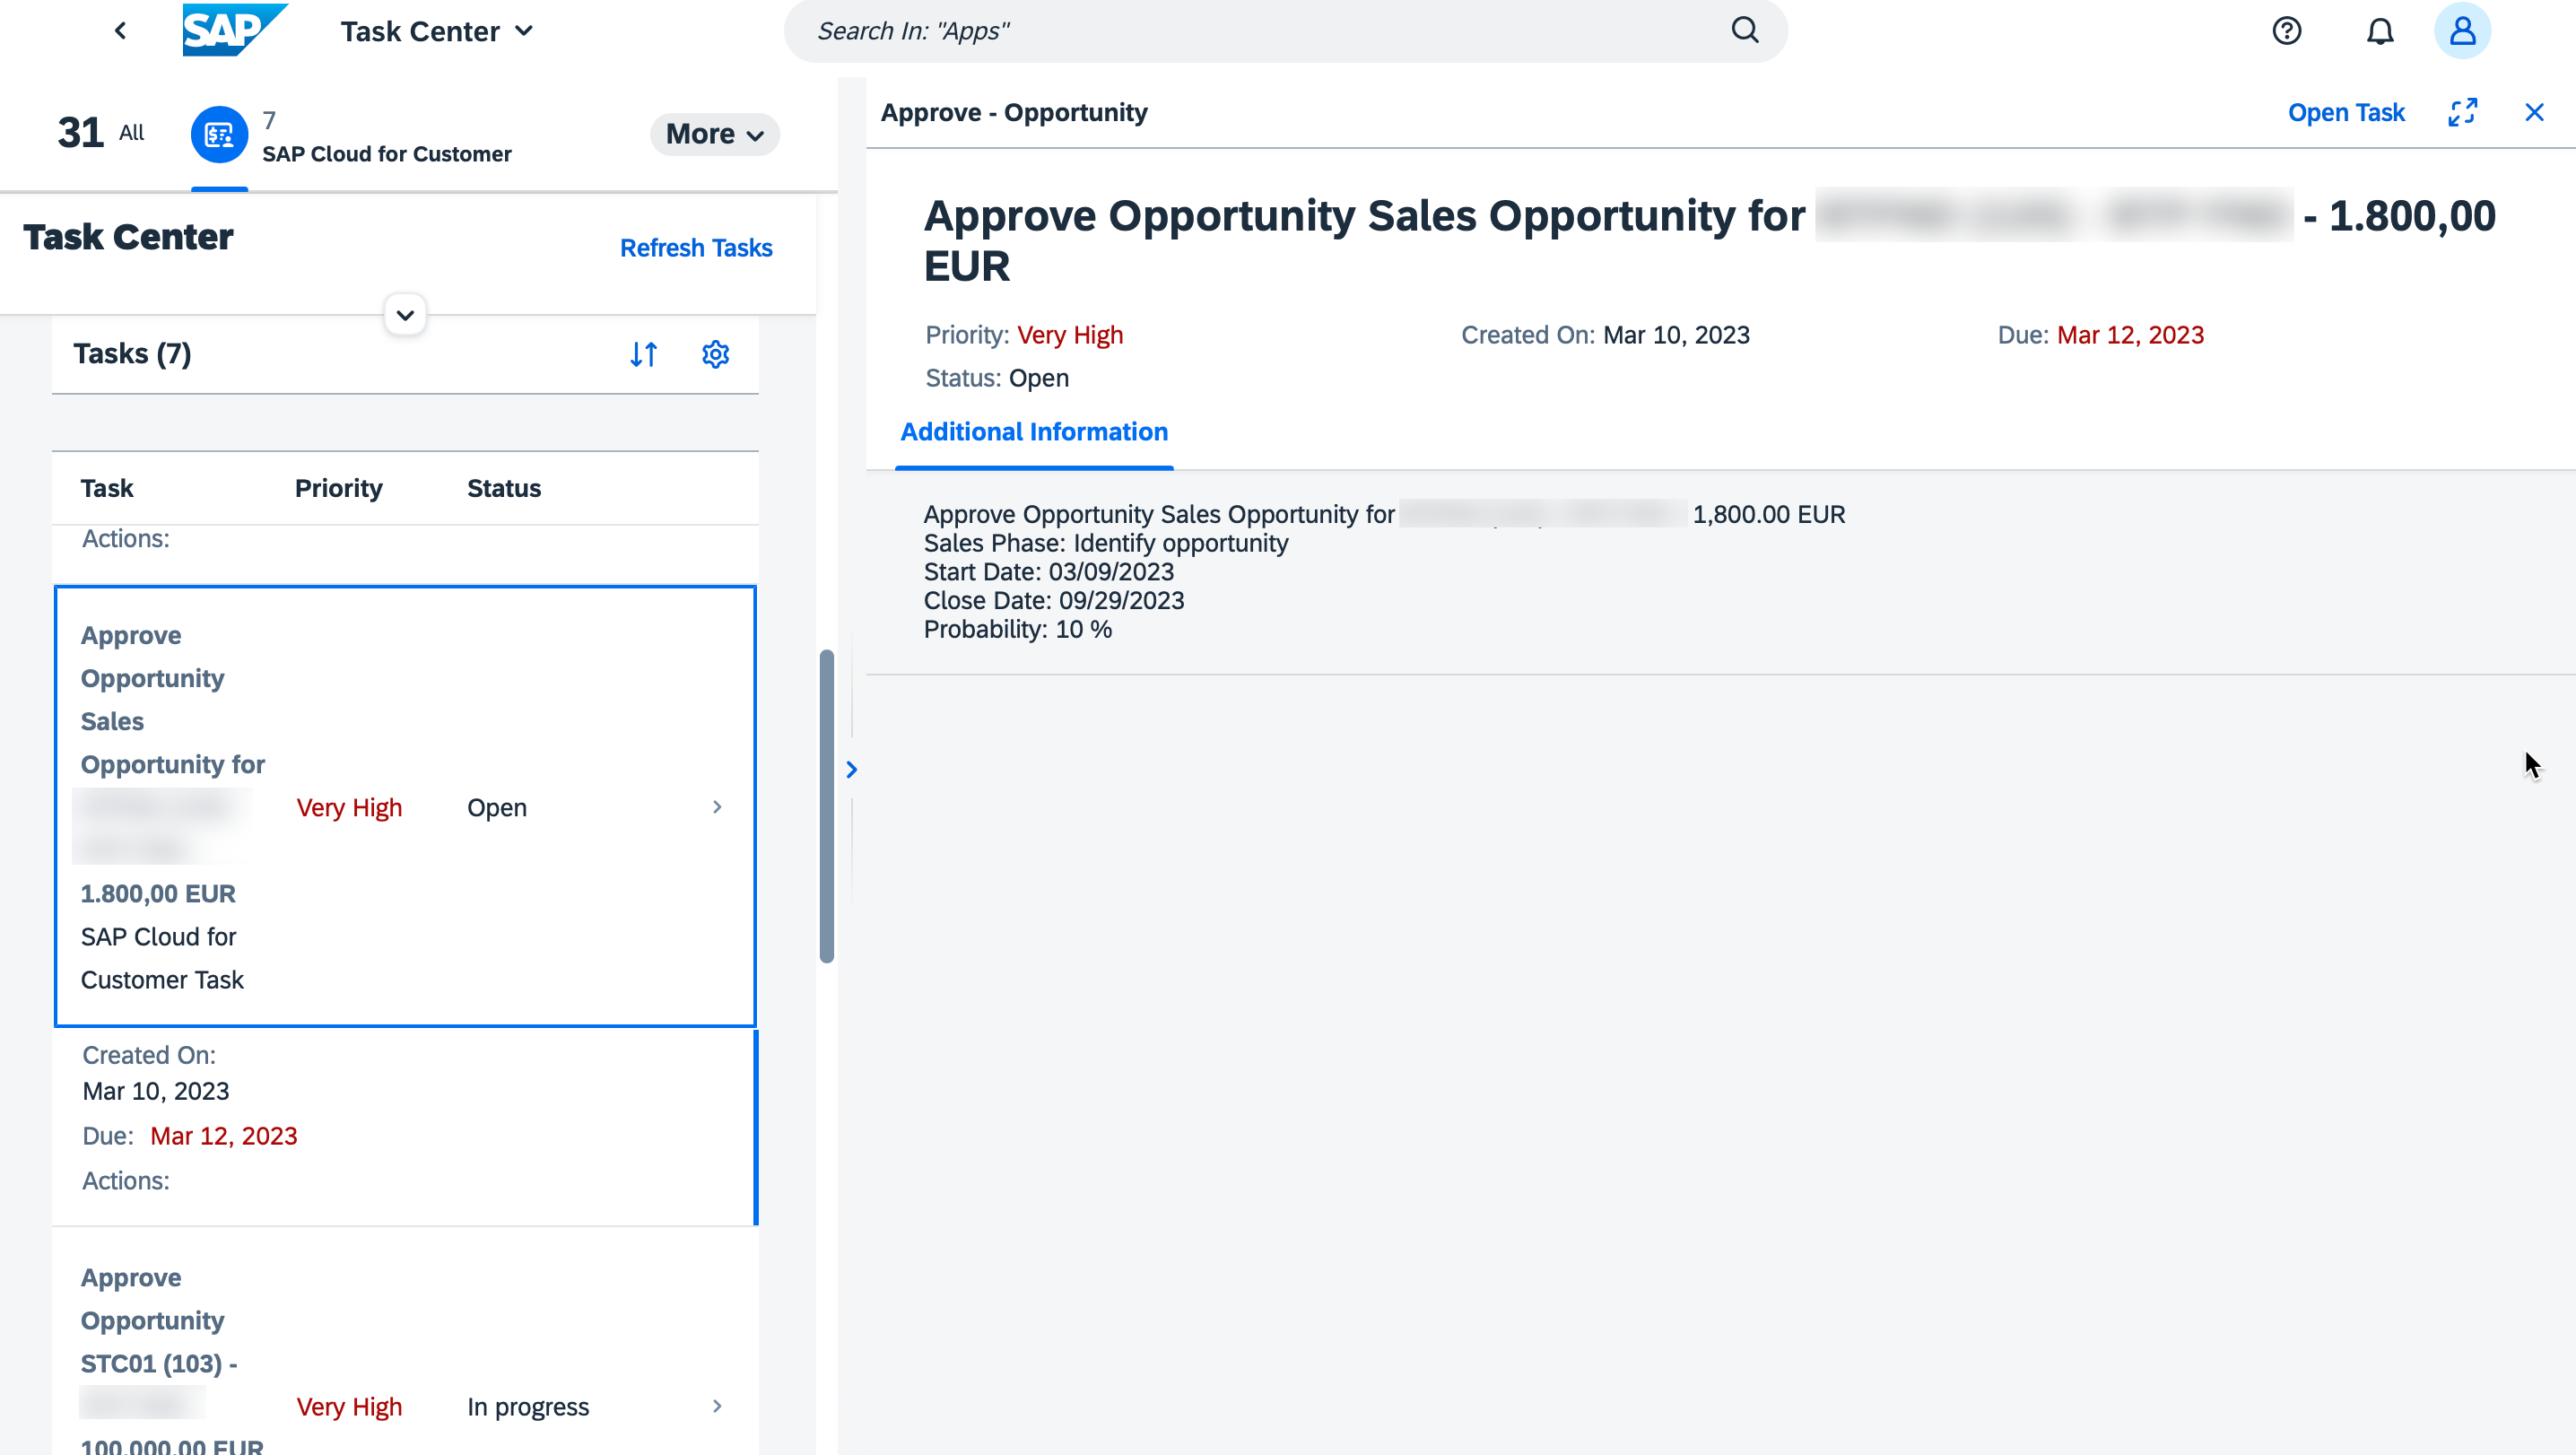 SAP
Task Center
Search In: "Apps"
31 All
7
SAP Cloud for Customer
More
Task Center
Refresh Tasks
Tasks (7)
Task Priority Status
Actions:
Approve
Opportunity
Sales
Opportunity for
Very High Open
1.800,00 EUR
SAP Cloud for
Customer Task
Created On:
Mar 10, 2023
Due: Mar 12, 2023
Actions:
Approve
Opportunity
STC01 (103) -
Very High In progress
100.000,00 EUR
Approve - Opportunity
Open Task
Approve Opportunity Sales Opportunity for - 1.800,00
EUR
Priority: Very High Created On: Mar 10, 2023 Due: Mar 12, 2023
Status: Open
Additional Information
Approve Opportunity Sales Opportunity for 1,800.00 EUR
Sales Phase: Identify opportunity
Start Date: 03/09/2023
Close Date: 09/29/2023
Probability: 10 %